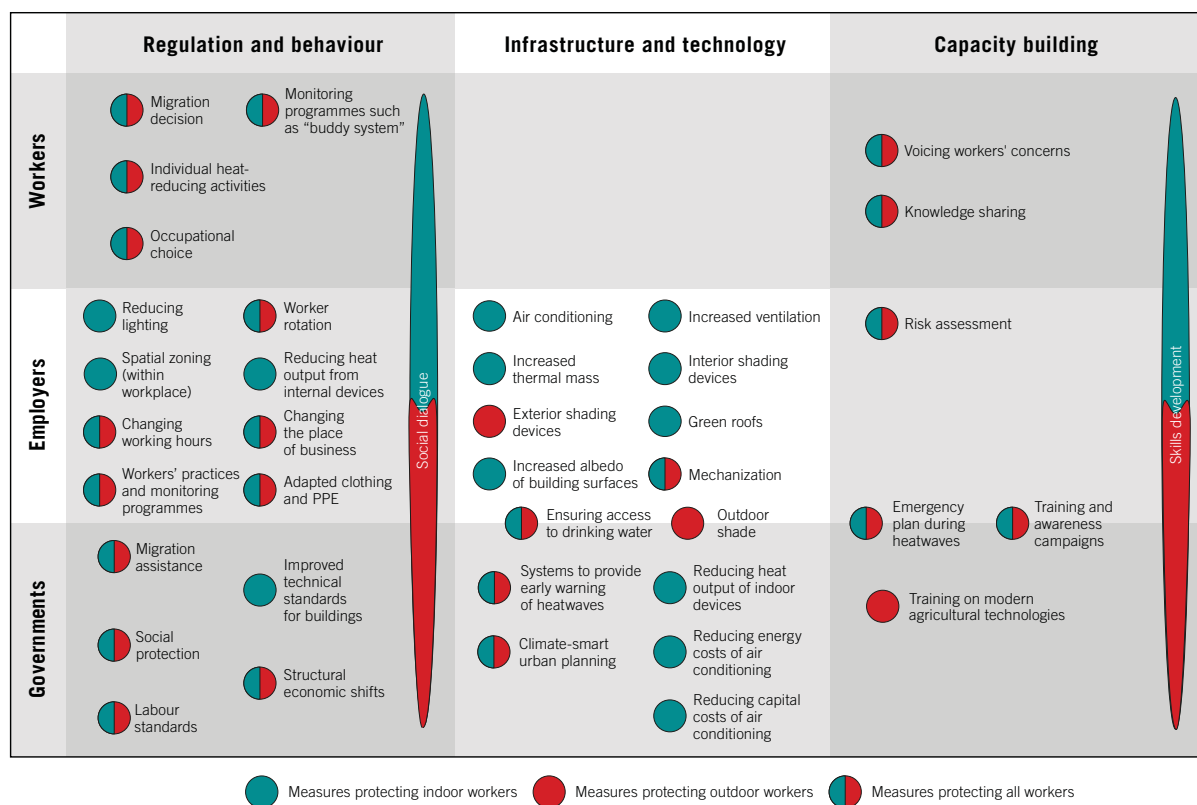 Regulation and behaviour
Infrastructure and technology
Capacity building
Workers
Migration
decision
Monitoring
programmes such
as “buddy system”
Individual heat-
reducing activities
Occupational
choice
Voicing workers' concerns
Knowledge sharing
Employers
Reducing
lighting
Worker
rotation
Spatial zoning
(within
workplace)
Reducing heat
output from
internal devices
Changing
working hours
Changing
the place
of business
Workers’ practices
and monitoring
programmes
Adapted clothing
and PPE
Social dialogue
Air conditioning
Increased ventilation
Increased
thermal mass
Interior shading
devices
Exterior shading
devices
Green roofs
Increased albedo
of building surfaces
Mechanization
Ensuring access
to drinking water
Outdoor
shade
Risk assessment
Skills development
Emergency
plan during
heatwaves
Training and
awareness
campaigns
Governments
Migration
assistance
Improved
technical
standards
for buildings
Social
protection
Structural
economic shifts
Labour
standards
Systems to provide
early warning
of heatwaves
Reducing heat
output of indoor
devices
Climate-smart
urban planning
Reducing energy
costs of air
conditioning
Reducing capital
costs of air
conditioning
Training on modern
agricultural technologies
Measures protecting indoor workers
Measures protecting outdoor workers
Measures protecting all workers